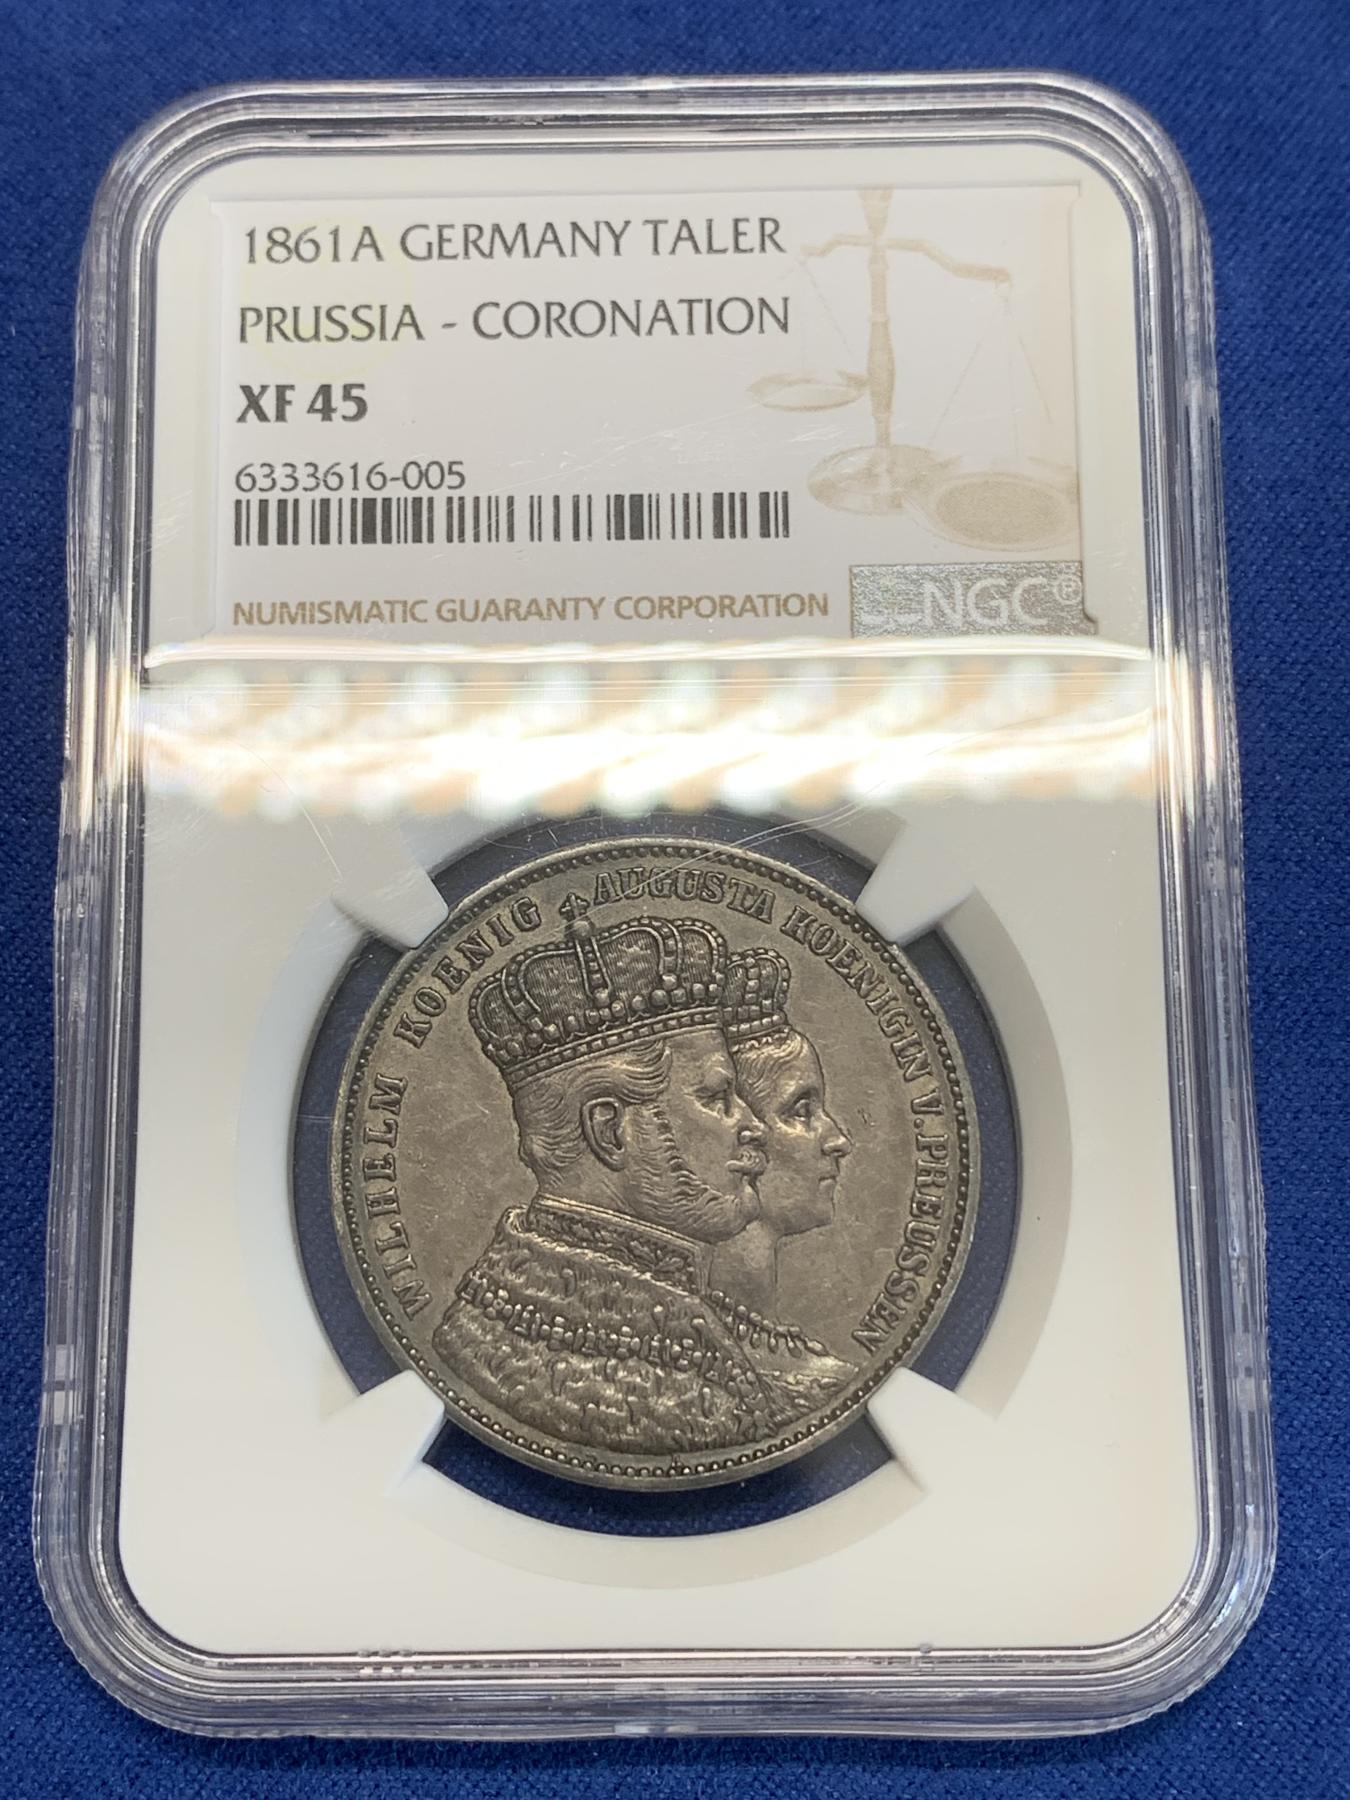 1861A GERMANY TALER
PRUSSIA - CORONATION
XF 45
6333616-005
NUMISMATIC GUARANTY CORPORATION
NGC®
WILHELM KOENIG AUGUSTA KOENIGIN V. PREUSSEN
A